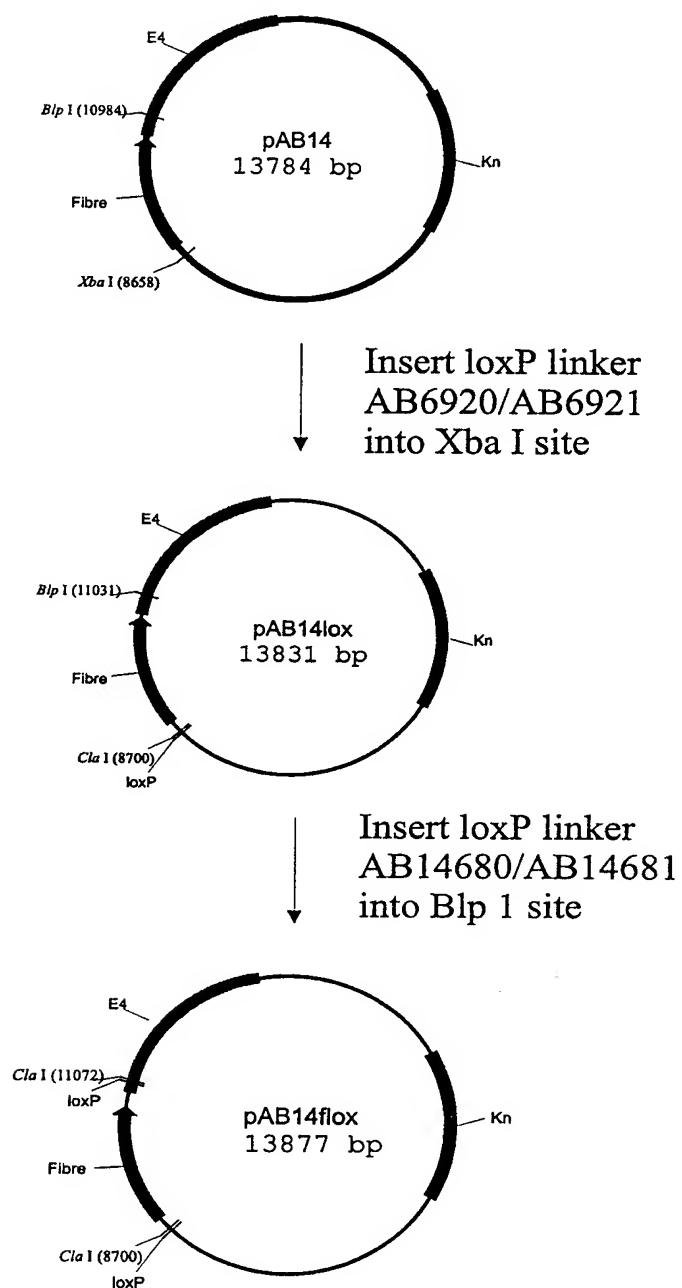 E4
Blp I (10984)
pAB14
13784 bp
Kn
Fibre
Xba I (8658)
Insert loxP linker
AB6920/AB6921
into Xba I site
E4
Blp I (11031)
pAB14lox
13831 bp
Kn
Fibre
Cla I (8700)
loxP
Insert loxP linker
AB14680/AB14681
into Blp 1 site
E4
Cla I (11072)
loxP
pAB14flox
13877 bp
Kn
Fibre
Cla I (8700)
loxP